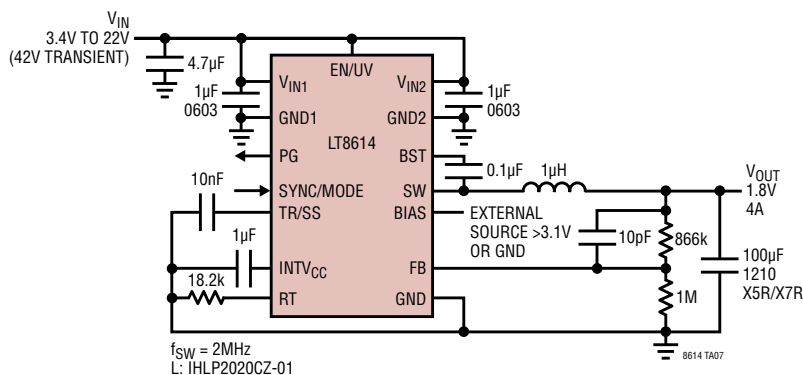 VIN
3.4V TO 22V
(42V TRANSIENT)
4.7µF
1µF
0603
VIN1
EN/UV
VIN2
1µF
0603
GND1
GND2
LT8614
PG
BST
0.1µF
1µH
VOUT
1.8V
4A
10nF
SYNC/MODE
SW
TR/SS
BIAS
EXTERNAL
SOURCE >3.1V
OR GND
10pF
866k
1µF
INTVCC
FB
100µF
1210
X5R/X7R
18.2k
RT
GND
1M
fSW = 2MHz
L: IHLP2020CZ-01
8614 TA07